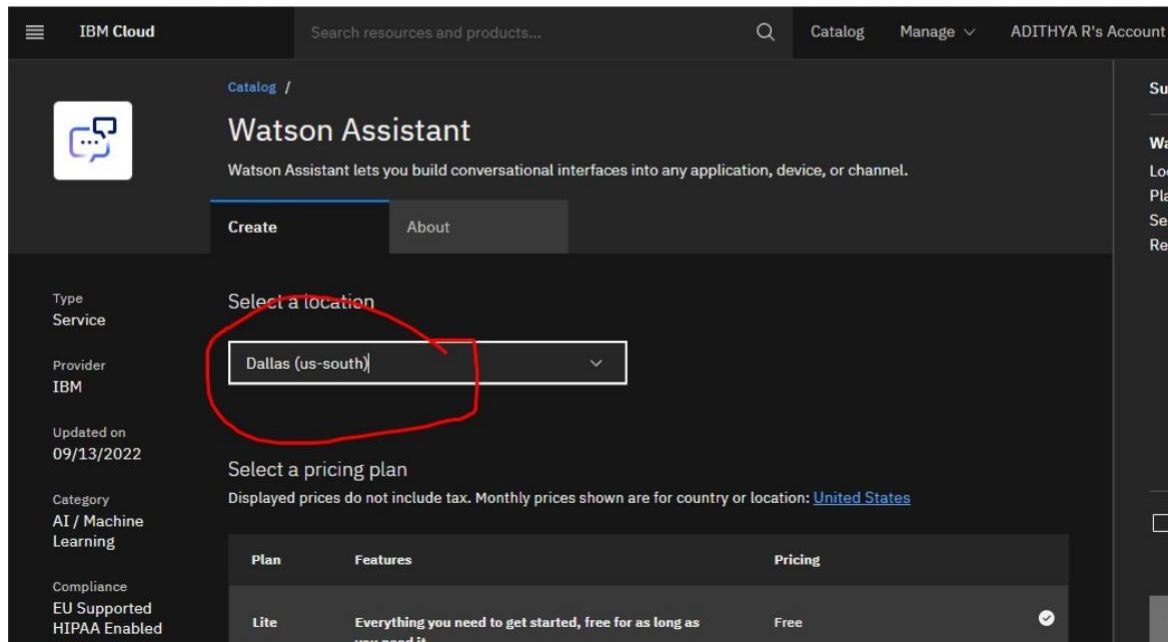 IBM Cloud
Search resources and products...
Catalog
Manage
ADITHYA R's Account
Catalog /
Watson Assistant
Watson Assistant lets you build conversational interfaces into any application, device, or channel.
Create
About
Type
Service
Provider
IBM
Updated on
09/13/2022
Category
AI / Machine
Learning
Compliance
EU Supported
HIPAA Enabled
Select a location
Dallas (us-south)
Select a pricing plan
Displayed prices do not include tax. Monthly prices shown are for country or location: United States
Plan Features Pricing
Lite Everything you need to get started, free for as long as Free
you need it